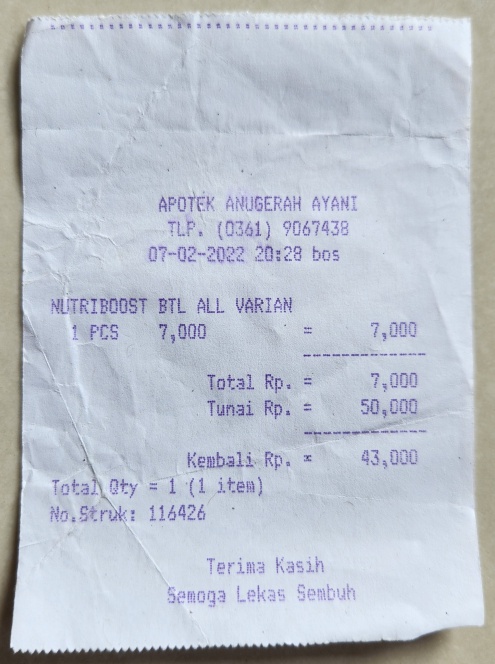 APOTEK ANUGERAH AYANI
TLP. (0361) 9067438
07-02-2022 20:28 bos
NUTRIBOOST BTL ALL VARIAN
1 PCS 7,000 = 7,000
Total Rp. = 7,000
Tunai Rp. = 50,000
Kembali Rp. = 43,000
Total Qty = 1 (1 item)
No.Struk: 116426
Terima Kasih
Semoga Lekas Sembuh